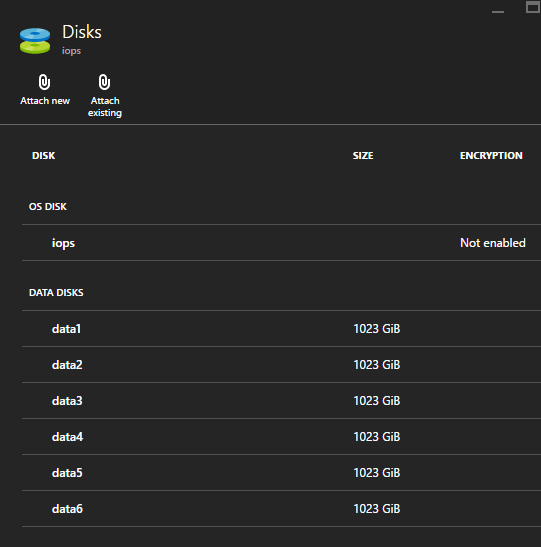 Disks
iops
Attach new
Attach
existing
DISK SIZE ENCRYPTION
OS DISK
iops Not enabled
DATA DISKS
data1 1023 GiB
data2 1023 GiB
data3 1023 GiB
data4 1023 GiB
data5 1023 GiB
data6 1023 GiB